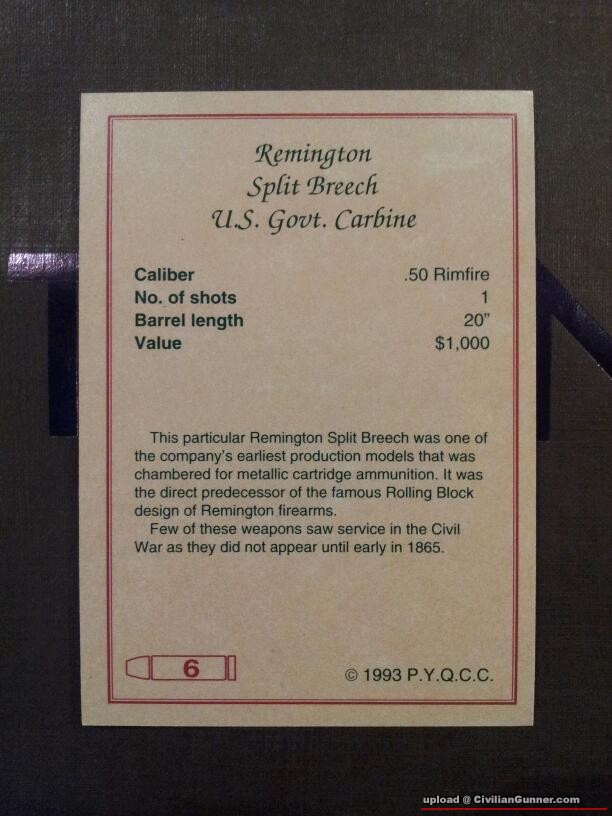 Remington
Split Breech
U.S. Govt. Carbine
Caliber .50 Rimfire
No. of shots 1
Barrel length 20”
Value $1,000
This particular Remington Split Breech was one of
the company's earliest production models that was
chambered for metallic cartridge ammunition. It was
the direct predecessor of the famous Rolling Block
design of Remington firearms.
Few of these weapons saw service in the Civil
War as they did not appear until early in 1865.
6
© 1993 P.Y.Q.C.C.
upload @ CivilianGunner.com